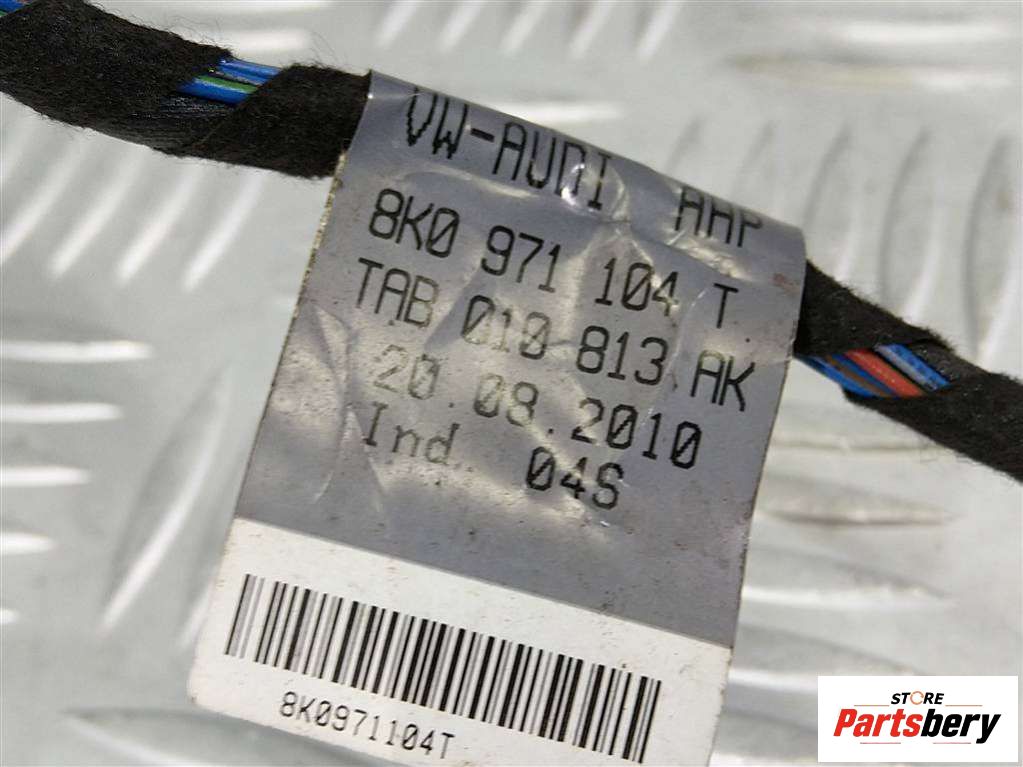 VW-AUDI AHP
8K0 971 104 T
TAB 010 813 AK
20.08.2010
Ind. 04S
8K0971104T
STORE
Partsbery